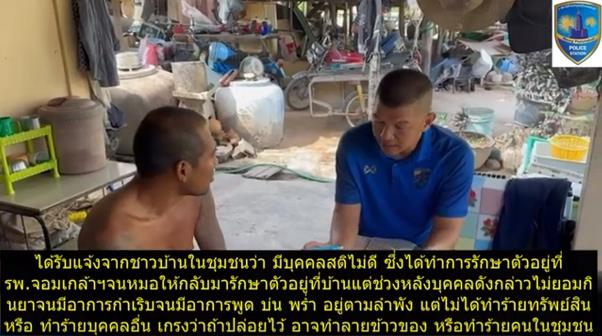 POLICE
STATION
ได้รับแจ้งจากชาวบ้านในชุมชนว่า มีบุคคลสติไม่ดี ซึ่งได้ทำการรักษาตัวอยู่ที่
รพ.จอมเกล้าฯจนหมอให้กลับมารักษาตัวอยู่ที่บ้านแต่ช่วงหลังบุคคลดังกล่าวไม่ยอมกิ
นยาจนมีอาการกำเริบจนมีอาการพูด บ่น พรำ อยู่ตามลำพัง แต่ไม่ได้ทำร้ายทรัพย์สิน
หรือ ทำร้ายบุคคลอื่น เกรงว่าถ้าปล่อยไว้ อาจทำลายข้าวของ หรือทำร้ายคนในชุมชน